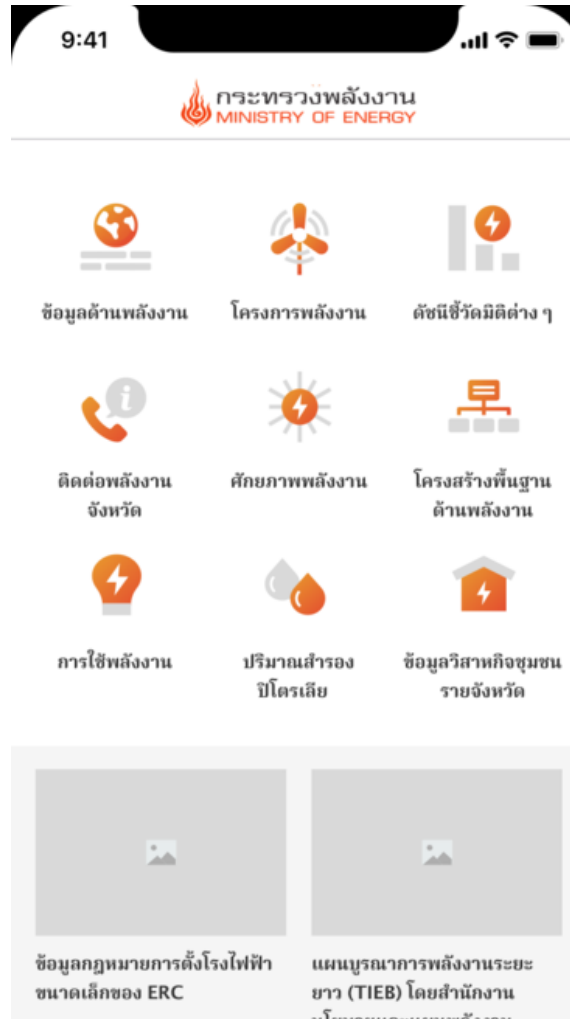 9:41
กระทรวงพลังงาน
MINISTRY OF ENERGY
ข้อมูลด้านพลังงาน
โครงการพลังงาน
ดัชนีชี้วัดมิติต่าง ๆ
ติดต่อพลังงาน
จังหวัด
ศักยภาพพลังงาน
โครงสร้างพื้นฐาน
ด้านพลังงาน
การใช้พลังงาน
ปริมาณสำรอง
ปิโตรเลีย
ข้อมูลวิสาหกิจชุมชน
รายจังหวัด
ข้อมูลกฎหมายการตั้งโรงไฟฟ้า
ขนาดเล็กของ ERC
แผนบูรณาการพลังงานระยะ
ยาว (TIEB) โดยสำนักงาน